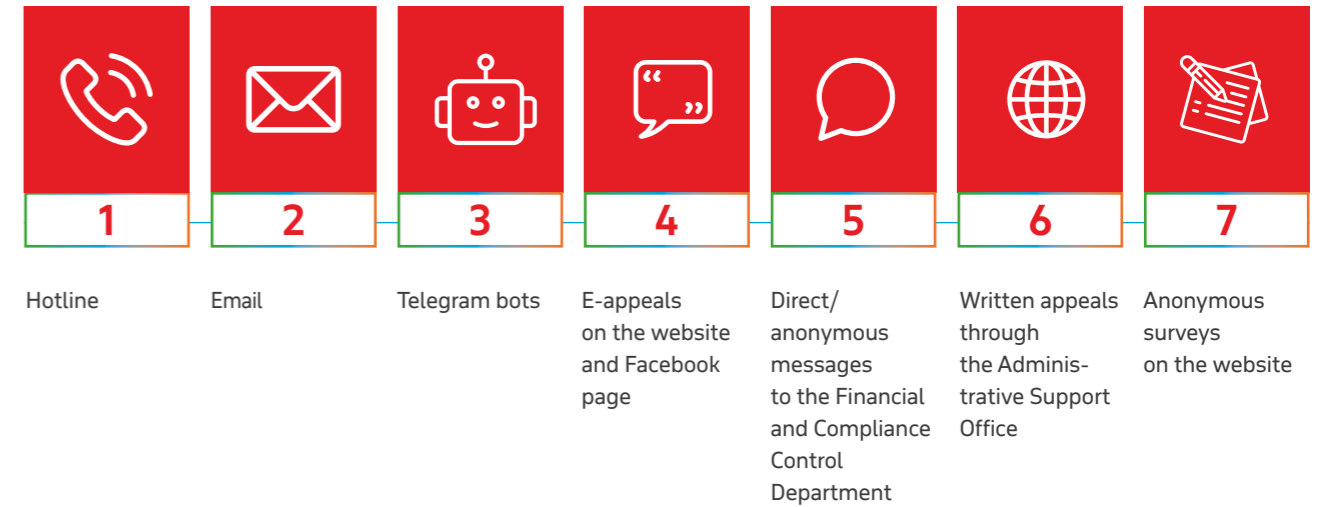 1
2
3
4
5
6
7
Hotline
Email
Telegram bots
E-appeals
on the website
and Facebook
page
Direct/
anonymous
messages
to the Financial
and Compliance
Control
Department
Written appeals
through
the Adminis-
trative Support
Office
Anonymous
surveys
on the website